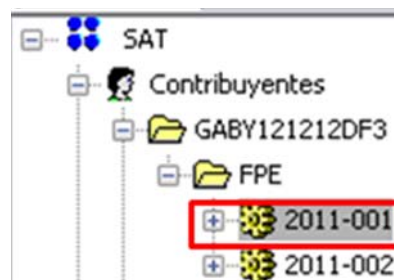 SAT
Contribuyentes
GABY121212DF3
FPE
2011-001
2011-002